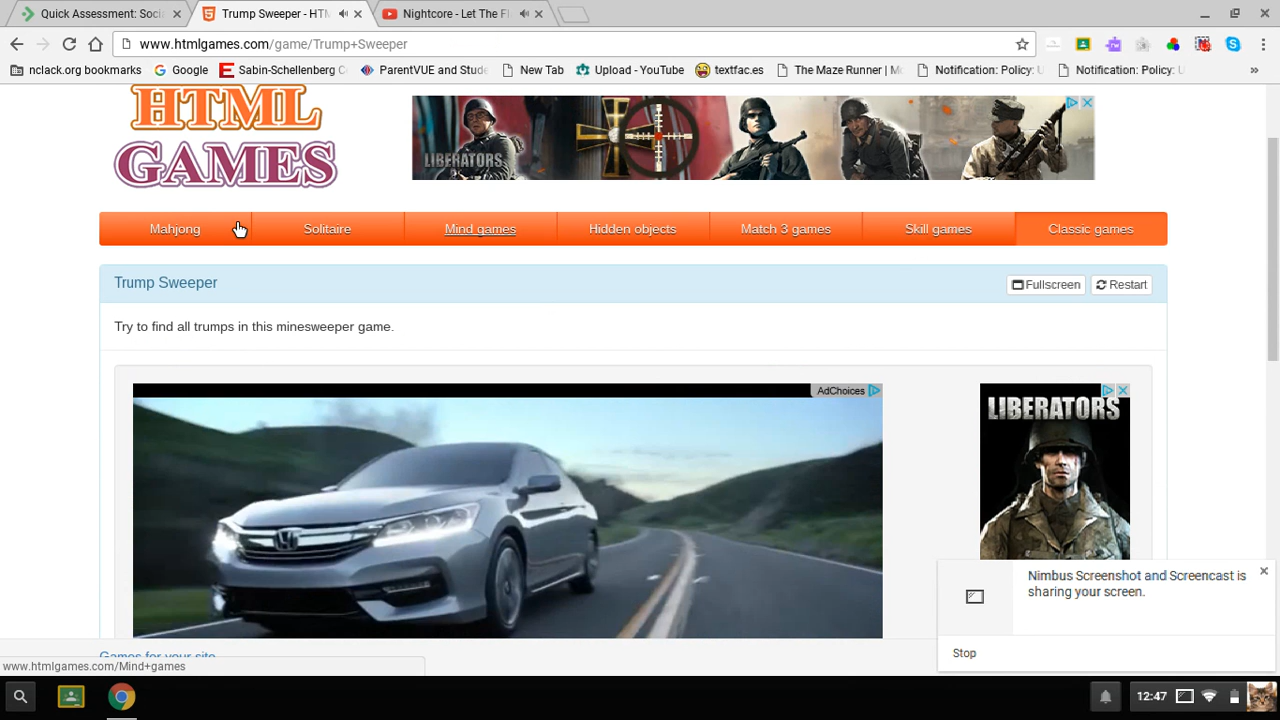 Quick Assessment: Soci
Trump Sweeper - HTM
Nightcore - Let The Fl
www.htmlgames.com/game/Trump+Sweeper
nclack.org bookmarks
Google
Sabin-Schellenberg C
ParentVUE and Stude
New Tab
Upload - YouTube
textfac.es
The Maze Runner | Mo
Notification: Policy: U
Notification: Policy: U
»
HTML
GAMES
LIBERATORS
Mahjong
Solitaire
Mind games
Hidden objects
Match 3 games
Skill games
Classic games
Trump Sweeper
Fullscreen
Restart
Try to find all trumps in this minesweeper game.
AdChoices
LIBERATORS
Nimbus Screenshot and Screencast is
sharing your screen.
Stop
Games for your site
www.htmlgames.com/Mind+games
12:47